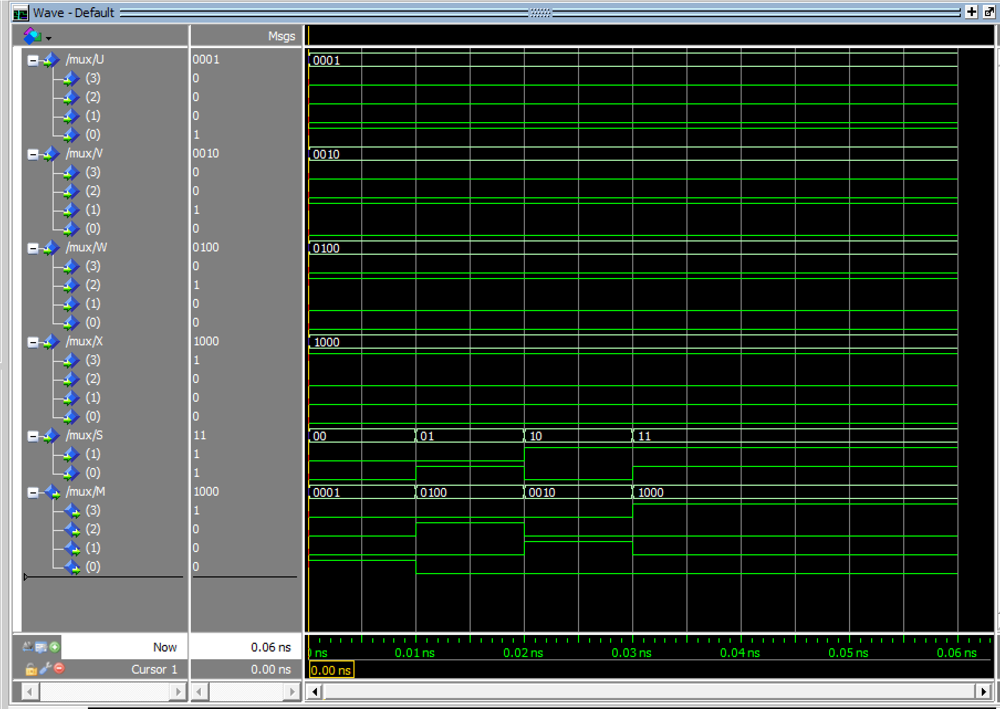 Wave - Default
Msgs
/mux/U 0001 0001
(3) 0
(2) 0
(1) 0
(0) 1
/mux/V 0010 0010
(3) 0
(2) 0
(1) 1
(0) 0
/mux/W 0100 0100
(3) 0
(2) 1
(1) 0
(0) 0
/mux/X 1000 1000
(3) 1
(2) 0
(1) 0
(0) 0
/mux/S 11 00 01 10 11
(1) 1
(0) 1
/mux/M 1000 0001 0100 0010 1000
(3) 1
(2) 0
(1) 0
(0) 0
Now 0.06 ns ns 0.01 ns 0.02 ns 0.03 ns 0.04 ns 0.05 ns 0.06 ns
Cursor 1 0.00 ns 0.00 ns